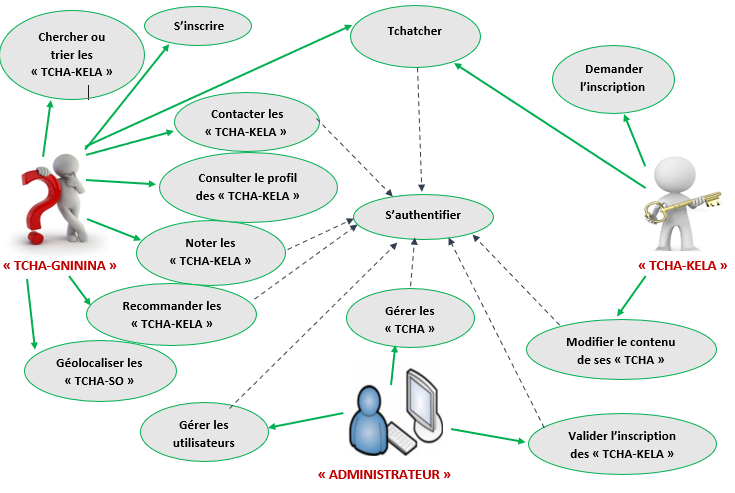 Chercher ou
trier les
« TCHA-KELA »
S’inscrire
Tchatcher
Demander
l’inscription
Contacter les
« TCHA-KELA »
Consulter le profil
des « TCHA-KELA »
S’authentifier
Noter les
« TCHA-KELA »
« TCHA-GNININA »
« TCHA-KELA »
Recommander les
« TCHA-KELA »
Gérer les
« TCHA »
Modifier le contenu
de ses « TCHA »
Géolocaliser les
« TCHA-SO »
Gérer les
utilisateurs
Valider l’inscription
des « TCHA-KELA »
« ADMINISTRATEUR »